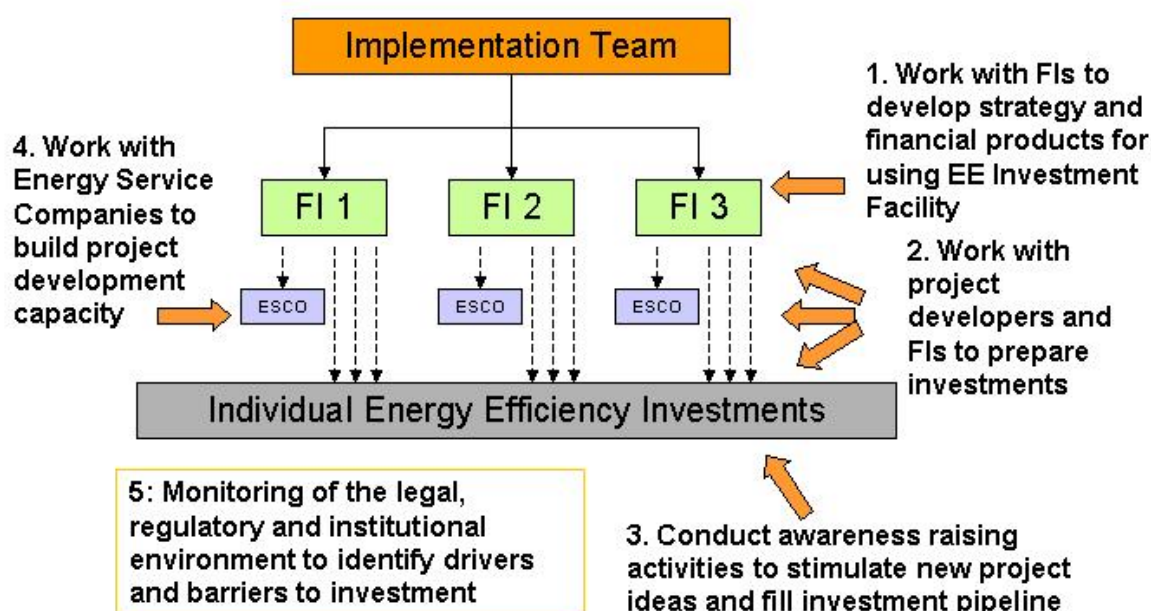 Implementation Team
1. Work with FIs to
develop strategy and
financial products for
using EE Investment
Facility
4. Work with
Energy Service
Companies to
build project
development
capacity
FI 1
FI 2
FI 3
2. Work with
project
developers and
FIs to prepare
investments
ESCO
ESCO
ESCO
Individual Energy Efficiency Investments
5: Monitoring of the legal,
regulatory and institutional
environment to identify drivers
and barriers to investment
3. Conduct awareness raising
activities to stimulate new project
ideas and fill investment pipeline